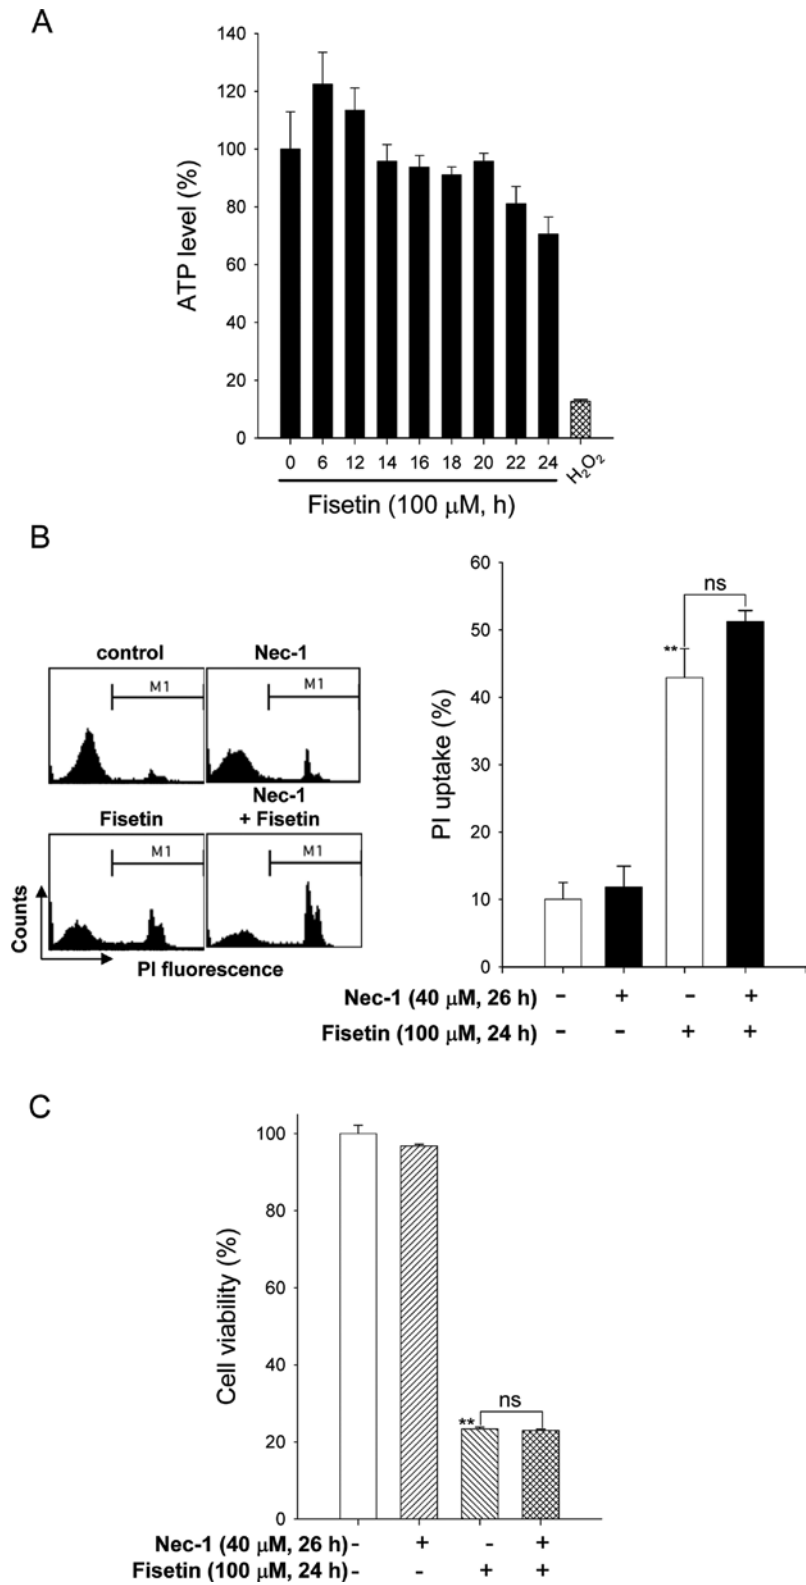 A
140
120
100
80
60
40
20
0
ATP level (%)
0 6 12 14 16 18 20 22 24 H₂O₂
Fisetin (100 μM, h)
B
control Nec-1
M1 M1
Fisetin Nec-1 + Fisetin
M1 M1
Counts
PI fluorescence
60
50
40
30
20
10
0
PI uptake (%)
ns
**
Nec-1 (40 μM, 26 h) - + - +
Fisetin (100 μM, 24 h) - - + +
C
100
80
60
40
20
0
Cell viability (%)
ns
**
Nec-1 (40 μM, 26 h) - + - +
Fisetin (100 μM, 24 h) - - + +